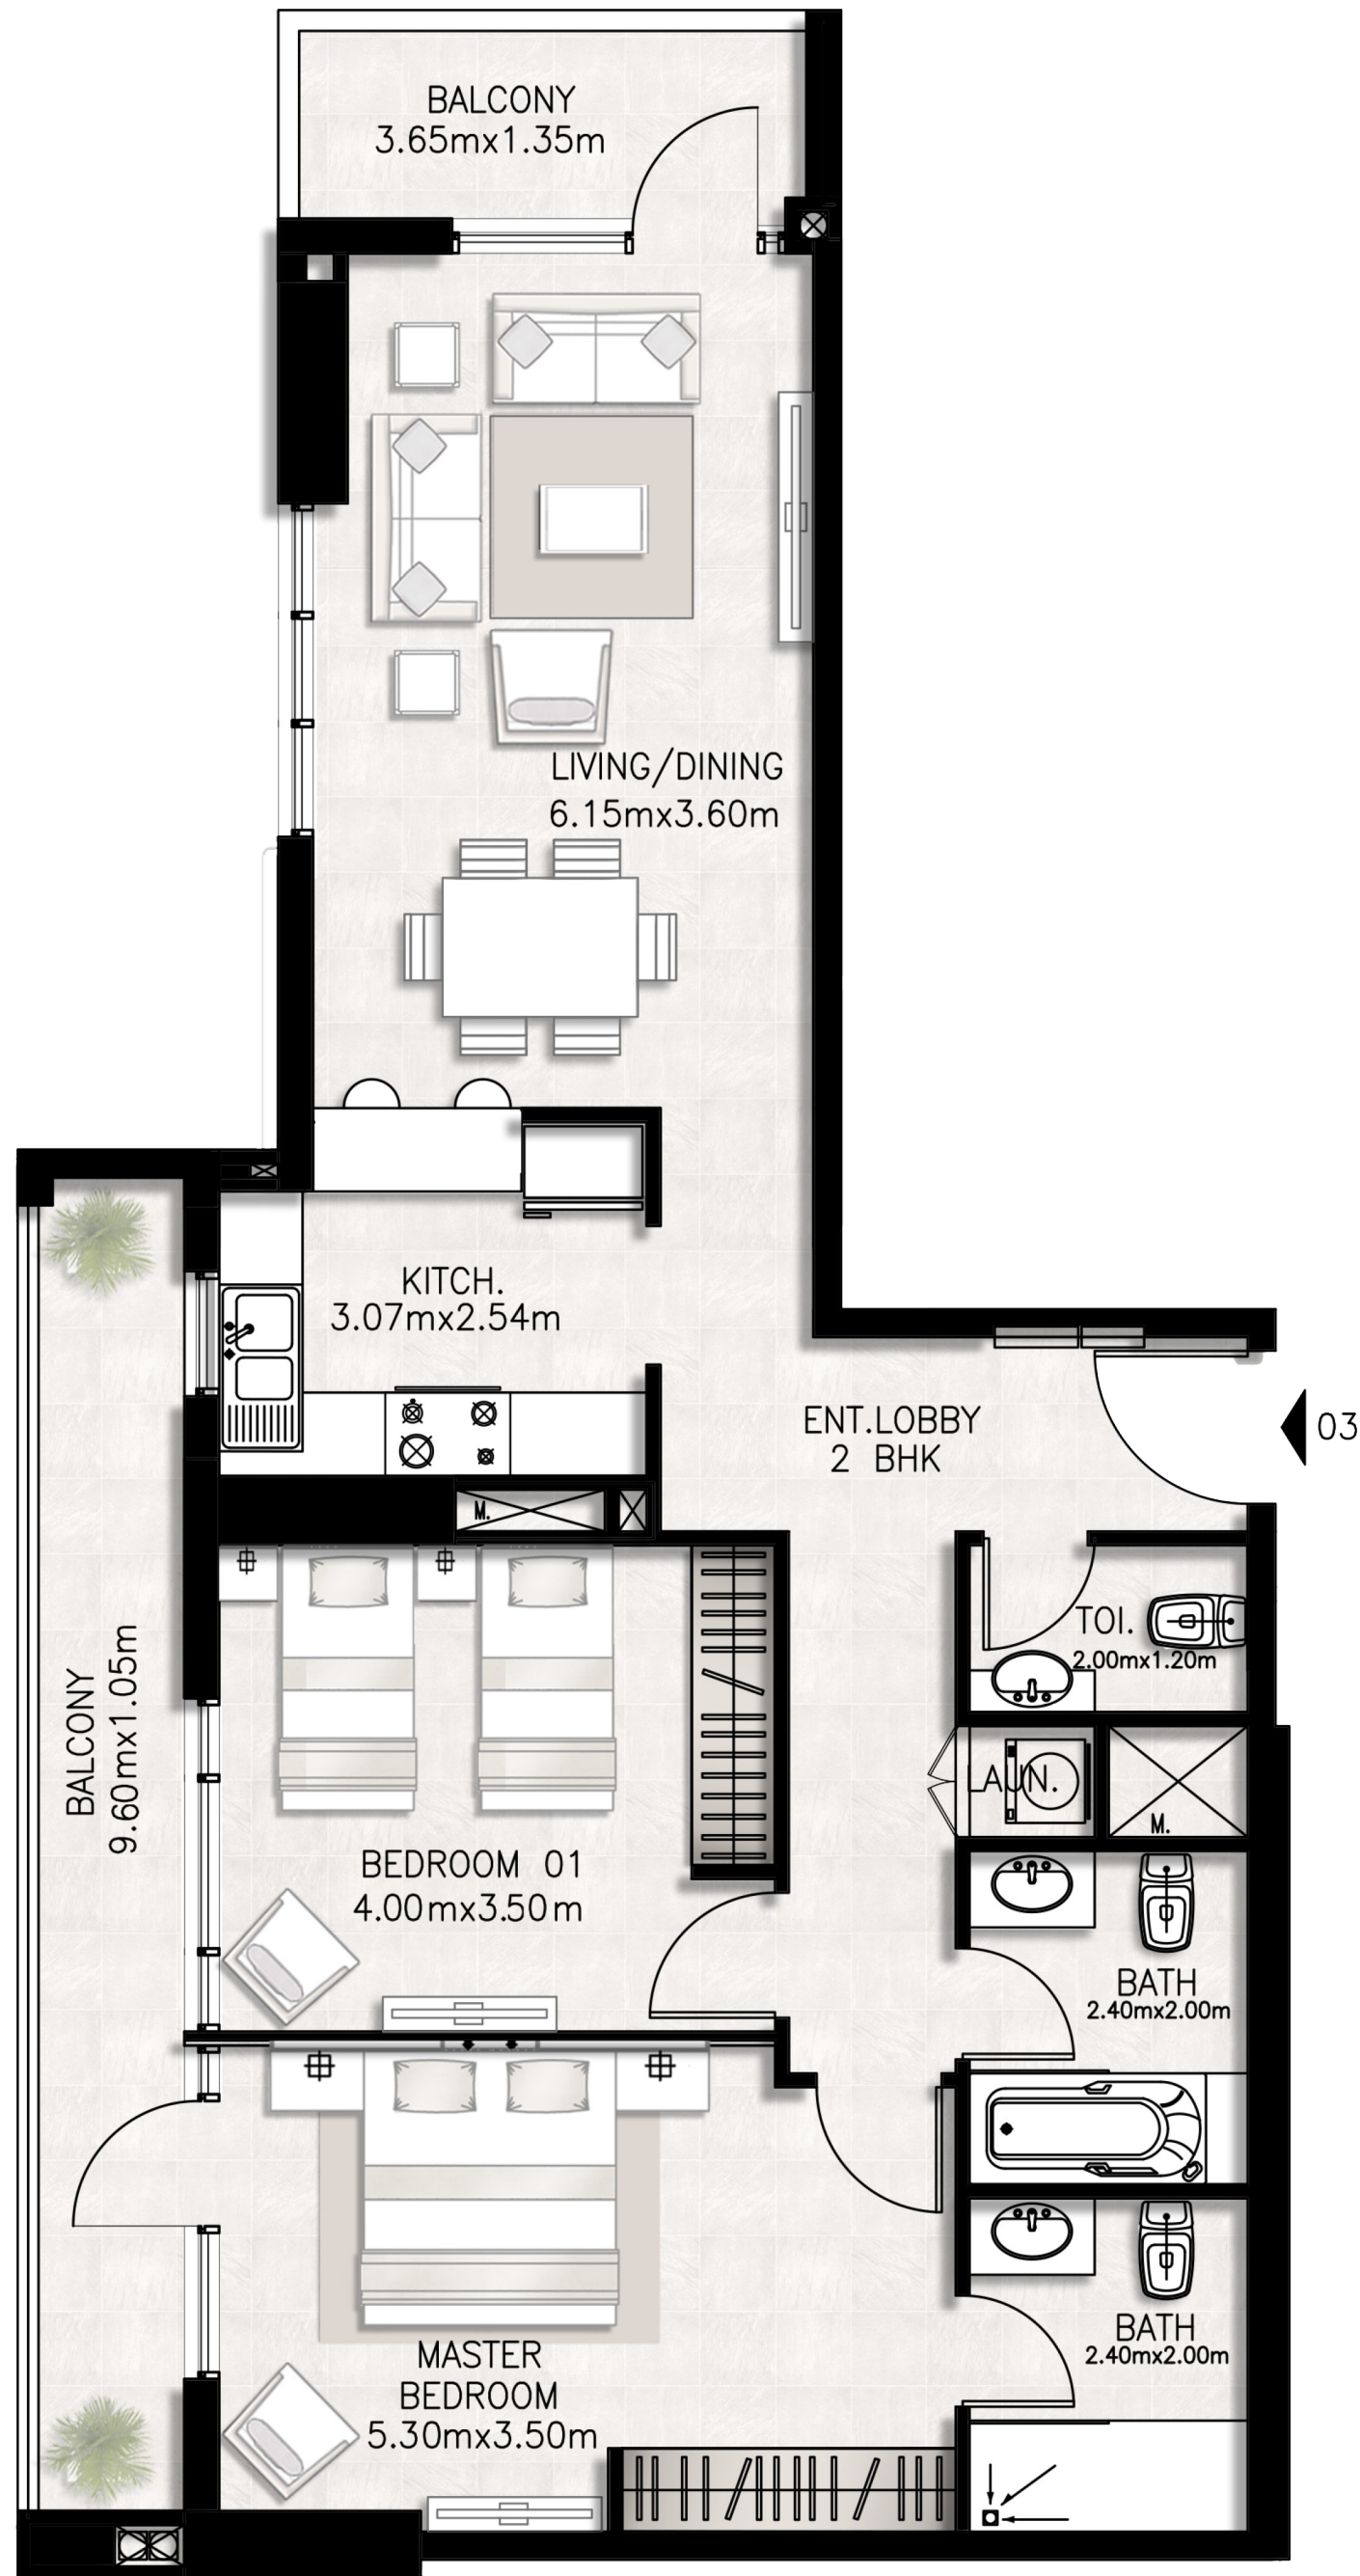 BALCONY
3.65mx1.35m
LIVING/DINING
6.15mx3.60m
KITCH.
3.07mx2.54m
ENT.LOBBY
2 BHK
03
M.
TOI.
2.00mx1.20m
BALCONY
9.60mx1.05m
LAUN.
M.
BEDROOM 01
4.00mx3.50m
BATH
2.40mx2.00m
BATH
2.40mx2.00m
MASTER
BEDROOM
5.30mx3.50m